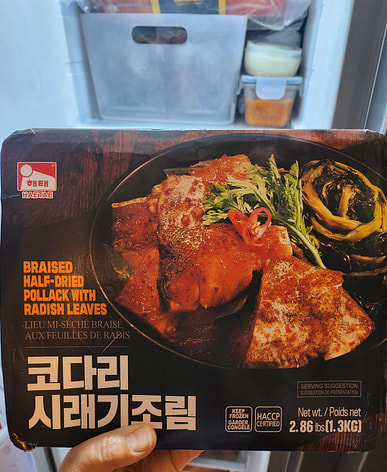 해태
HAETAE
BRAISED
HALF-DRIED
POLLACK WITH
RADISH LEAVES
LIEU MI-SÉCHÉ BRAISÉ
AUX FEUILLES DE RADIS
코다리
시래기조림
SERVING SUGGESTION
SUGGESTION DE PRÉSENTATION
KEEP
FROZEN
GARDER
CONGELÉ
HACCP
CERTIFIED
Net wt. / Poids net
2.86 lbs(1.3KG)